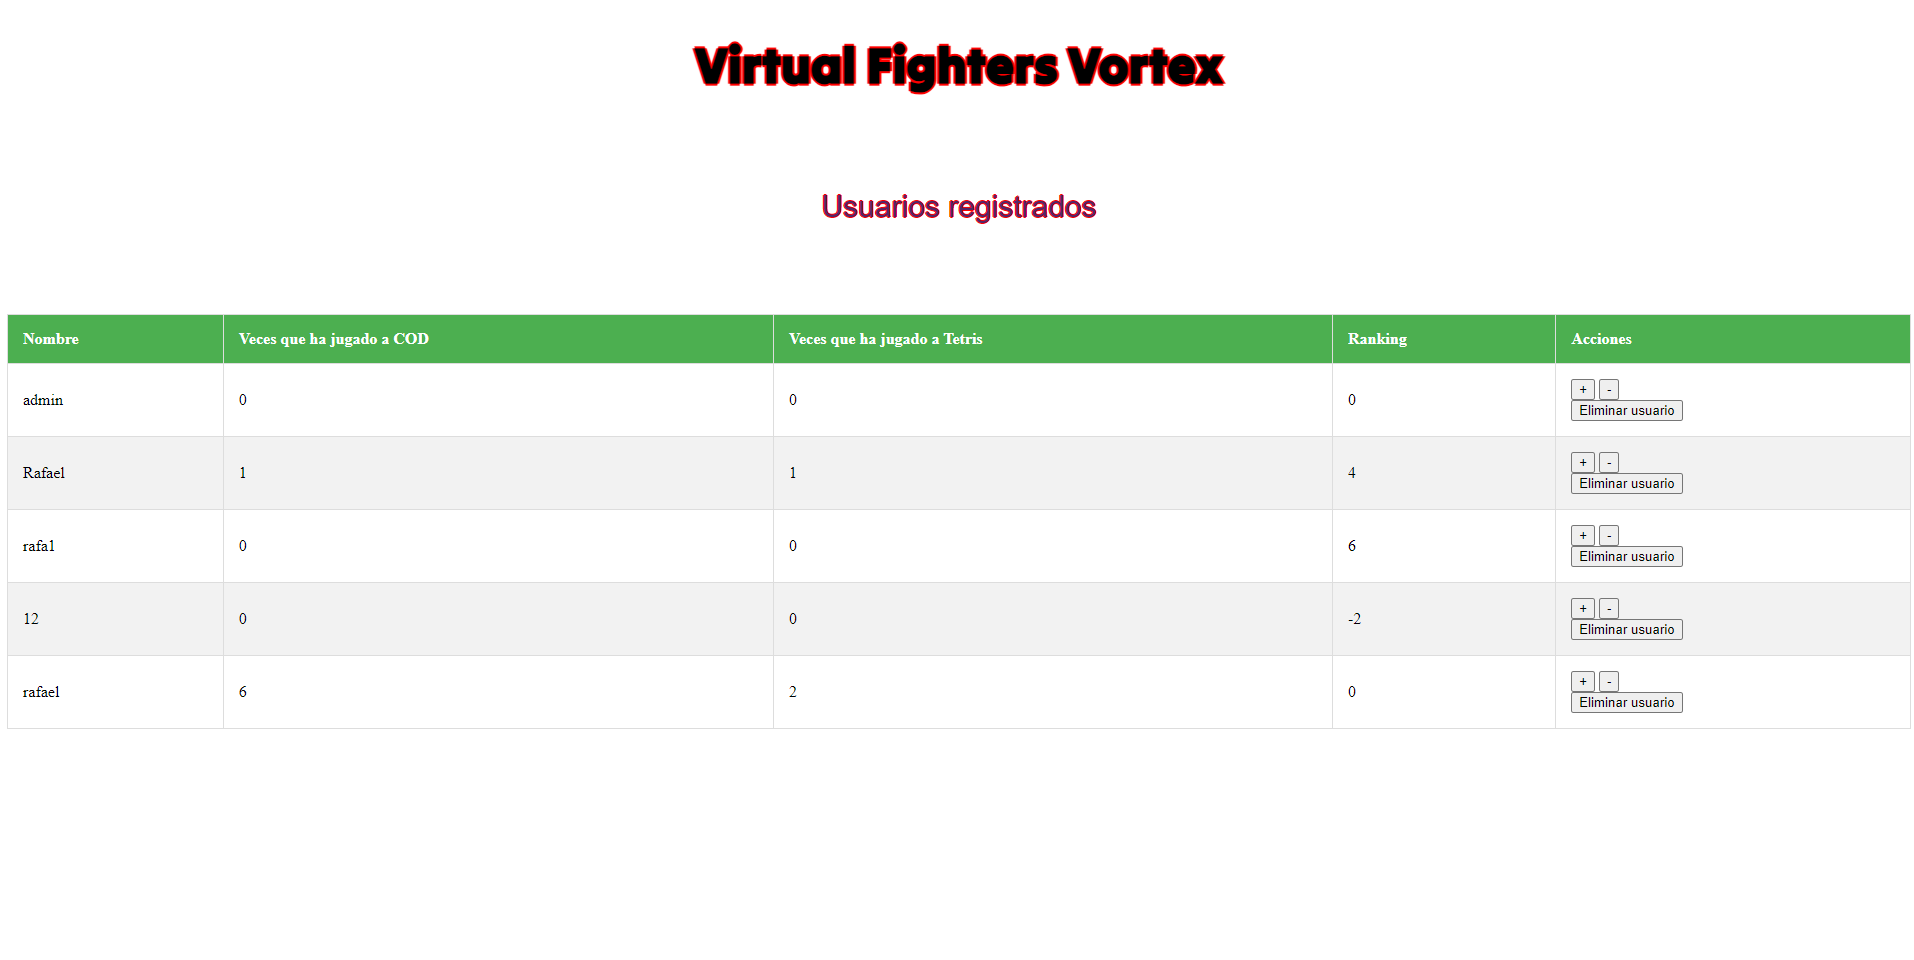 Virtual Fighters Vortex
Usuarios registrados
Nombre Veces que ha jugado a COD Veces que ha jugado a Tetris Ranking Acciones
admin 0 0 0 + -
Eliminar usuario
Rafael 1 1 4 + -
Eliminar usuario
rafa1 0 0 6 + -
Eliminar usuario
12 0 0 -2 + -
Eliminar usuario
rafael 6 2 0 + -
Eliminar usuario